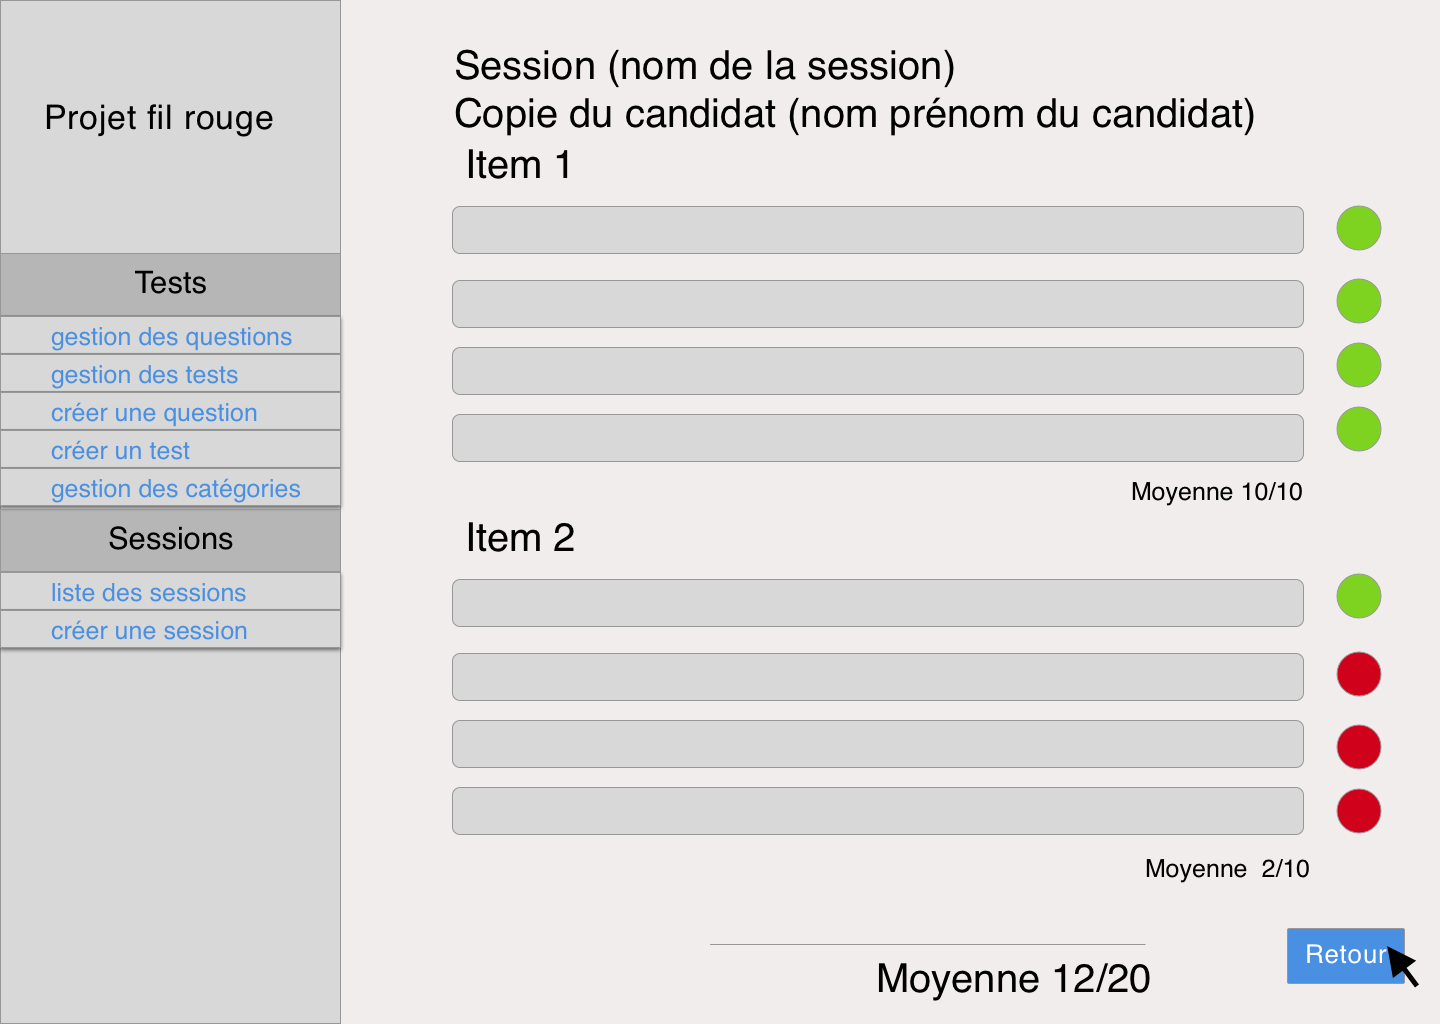 Projet fil rouge
Tests
gestion des questions
gestion des tests
créer une question
créer un test
gestion des catégories
Sessions
liste des sessions
créer une session
Session (nom de la session)
Copie du candidat (nom prénom du candidat)
Item 1
Moyenne 10/10
Item 2
Moyenne 2/10
Moyenne 12/20
Retour